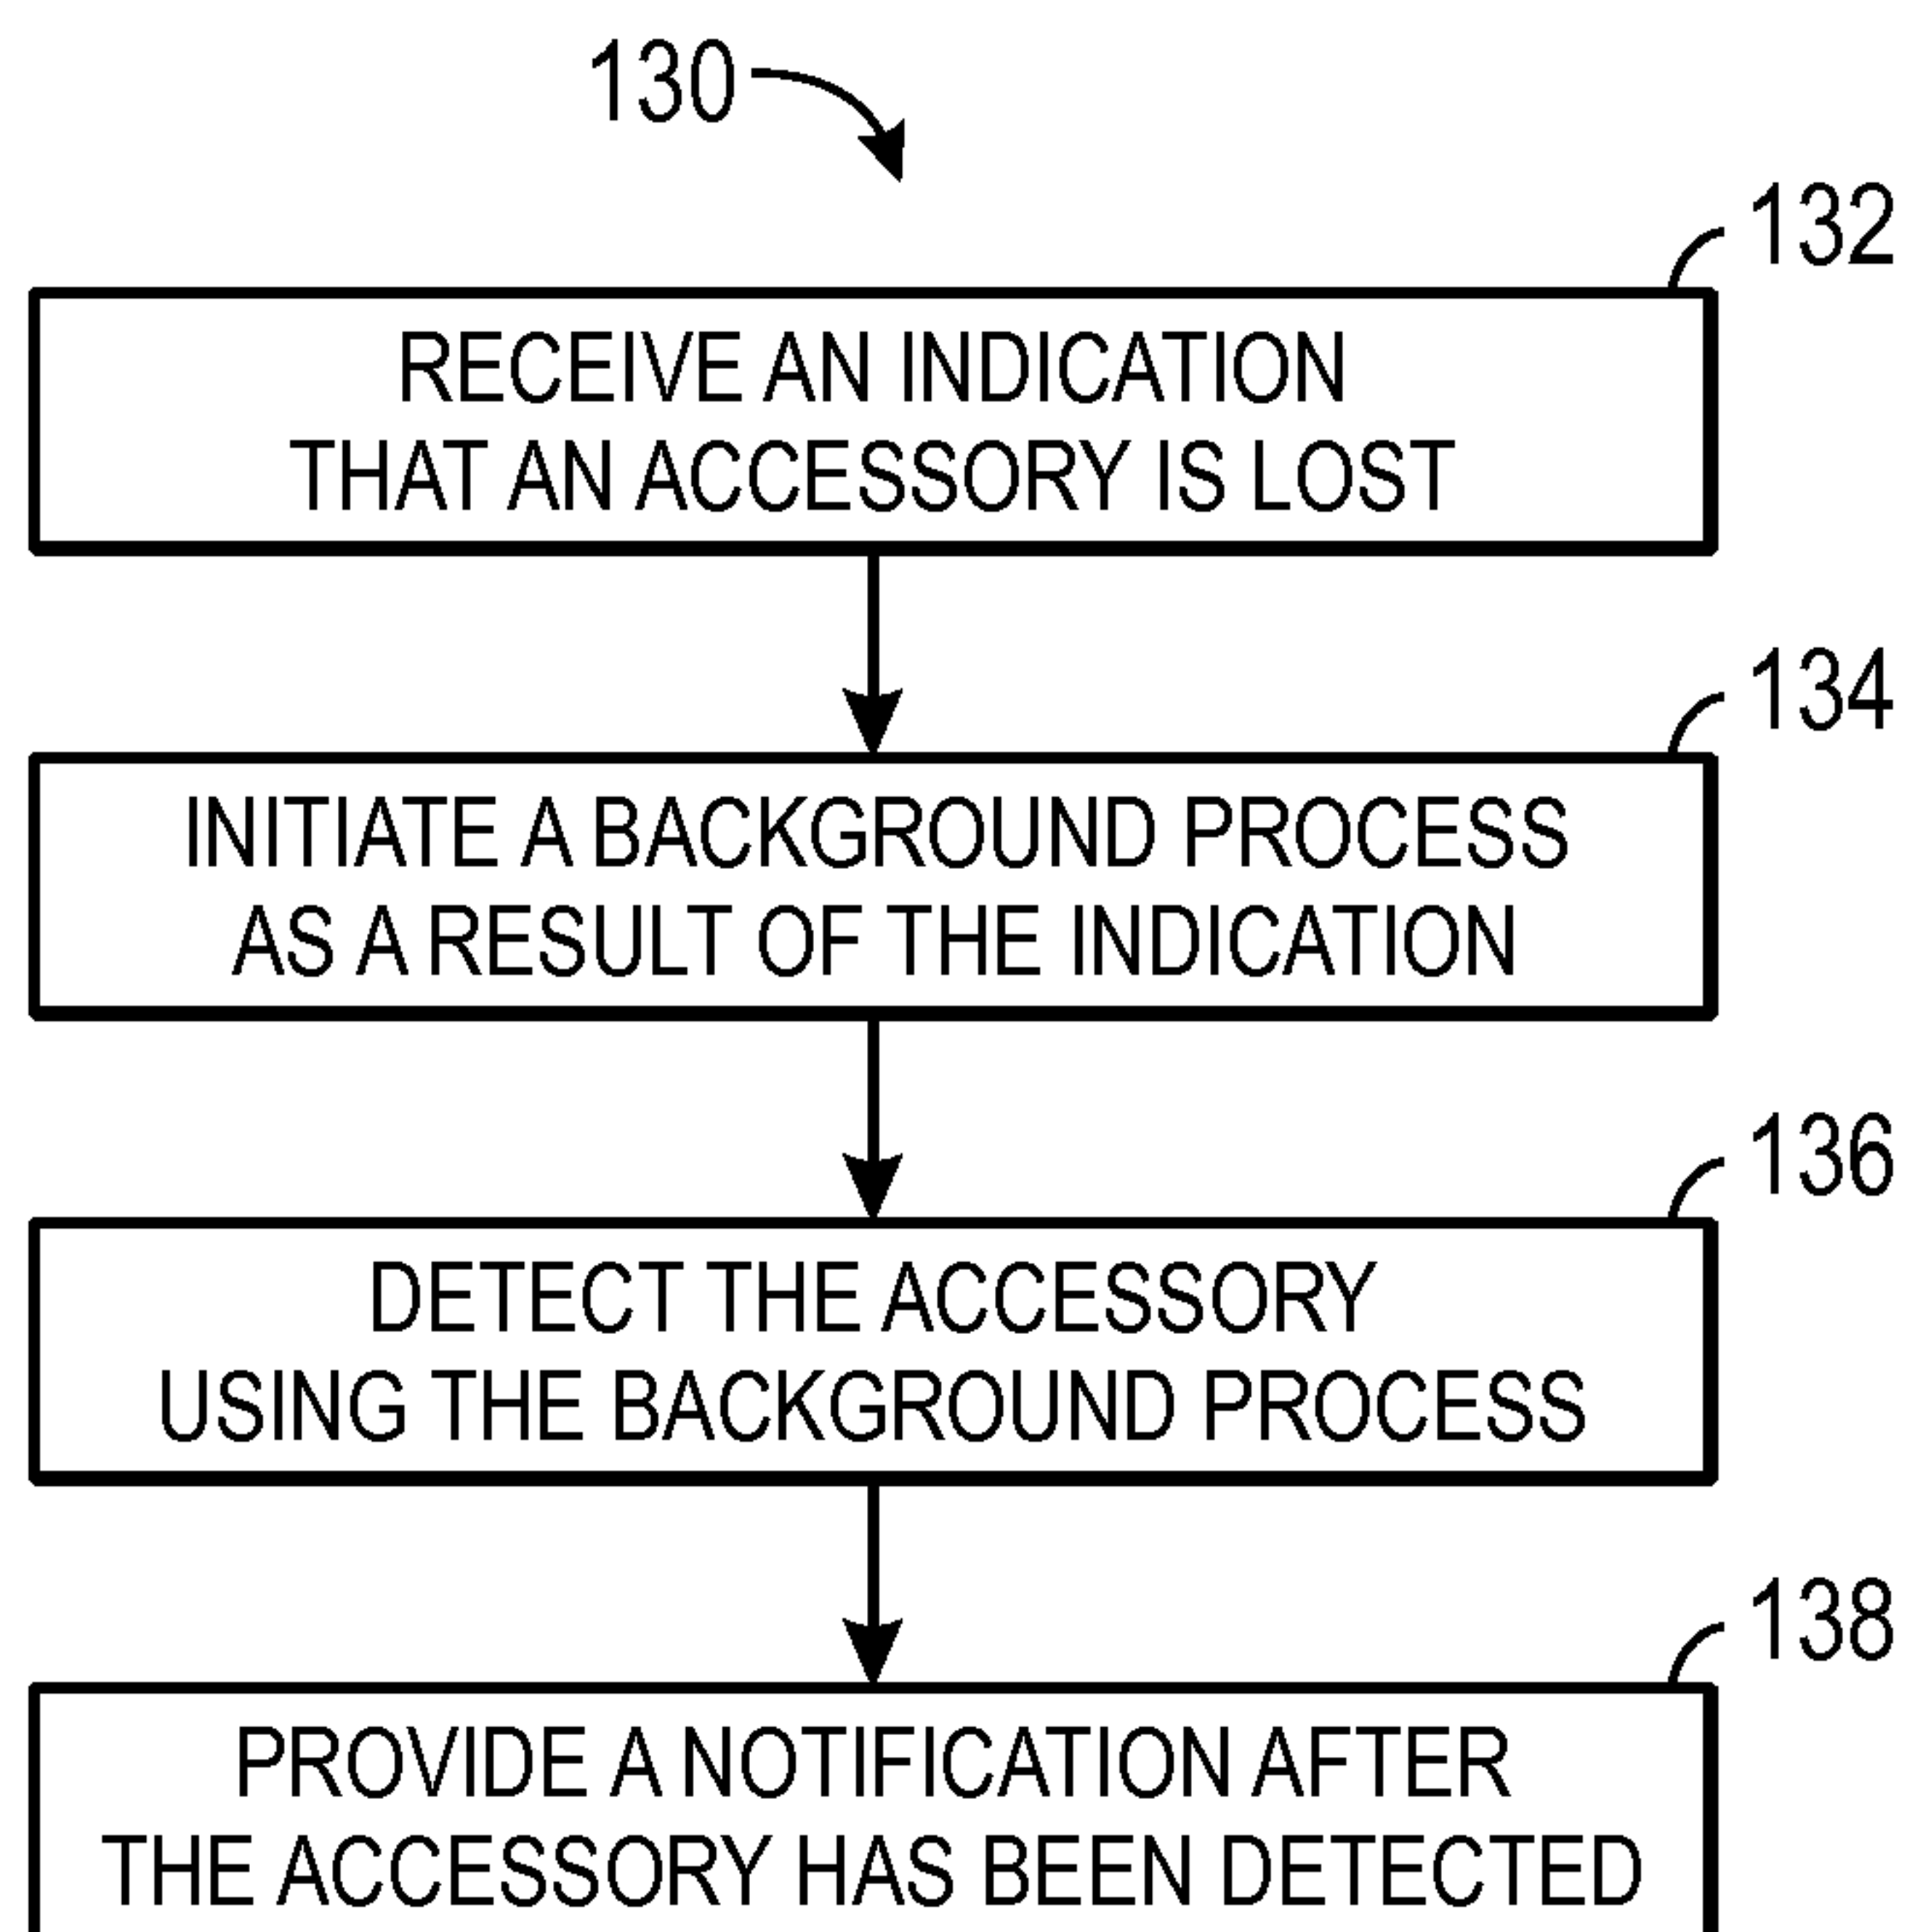 130
132
RECEIVE AN INDICATION
THAT AN ACCESSORY IS LOST
134
INITIATE A BACKGROUND PROCESS
AS A RESULT OF THE INDICATION
136
DETECT THE ACCESSORY
USING THE BACKGROUND PROCESS
138
PROVIDE A NOTIFICATION AFTER
THE ACCESSORY HAS BEEN DETECTED